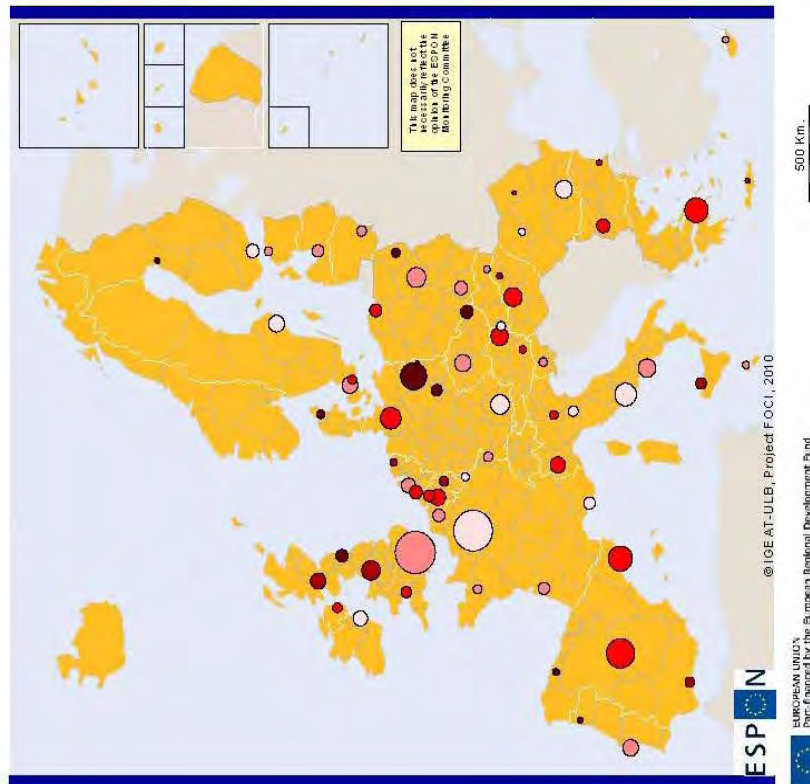 This map does not
necessarily reflect the
opinion of the ESPON
Monitoring Committee
© IGEAT-ULB, Project FOCI, 2010
500 Km
ESPON
EUROPEAN UNION
Part-financed by the European Regional Development Fund